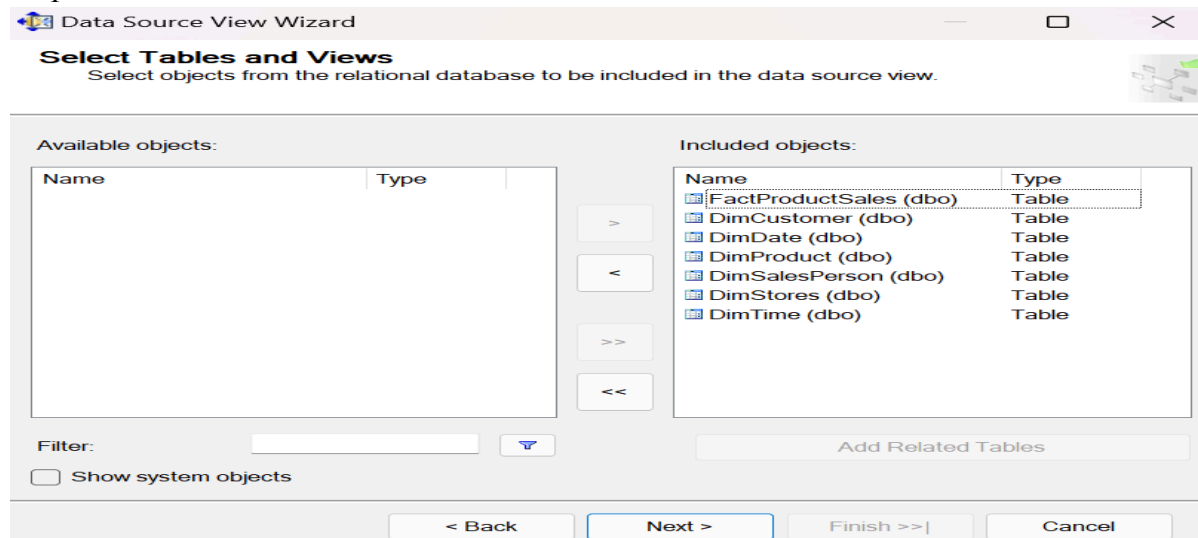 Data Source View Wizard
Select Tables and Views
Select objects from the relational database to be included in the data source view.
Available objects:
Included objects:
Name Type
Name Type
FactProductSales (dbo) Table
DimCustomer (dbo) Table
DimDate (dbo) Table
DimProduct (dbo) Table
DimSalesPerson (dbo) Table
DimStores (dbo) Table
DimTime (dbo) Table
>
<
>>
<<
Filter:
Add Related Tables
Show system objects
< Back Next > Finish >>| Cancel